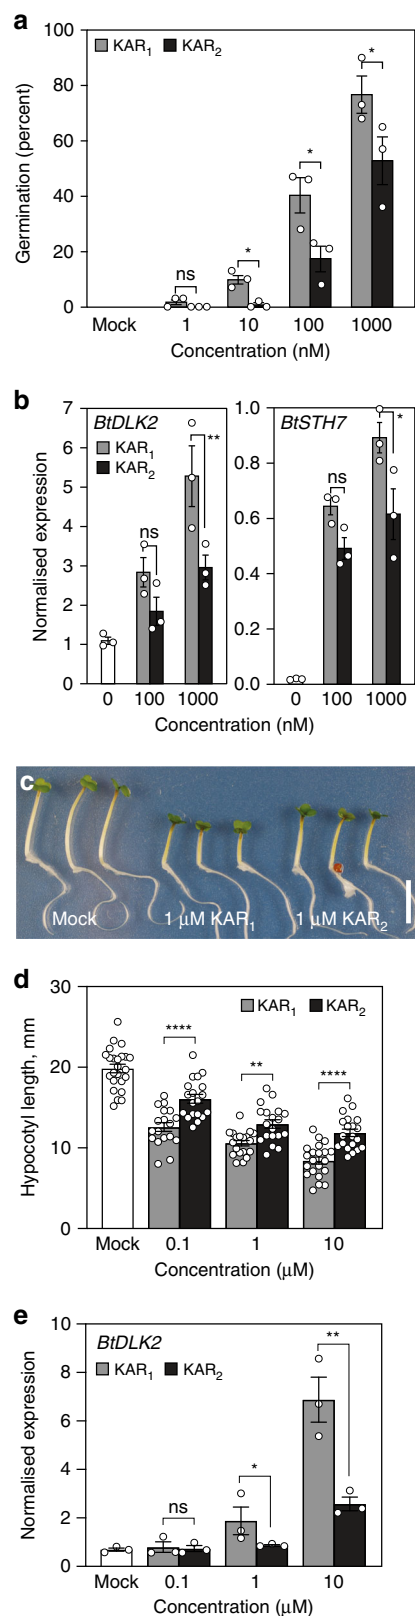 a
KAR1 KAR2
Germination (percent)
100
80
60
40
20
0
ns
*
*
*
Mock 1 10 100 1000
Concentration (nM)
b
BtDLK2
KAR1
KAR2
Normalised expression
7
6
5
4
3
2
1
0
ns
**
0 100 1000
BtSTH7
1.0
0.8
0.6
0.4
0.2
0.0
ns
*
0 100 1000
Concentration (nM)
c
Mock 1 μM KAR1 1 μM KAR2
d
KAR1 KAR2
Hypocotyl length, mm
30
20
10
0
****
**
****
Mock 0.1 1 10
Concentration (μM)
e
BtDLK2
KAR1 KAR2
Normalised expression
10
8
6
4
2
0
ns
*
**
Mock 0.1 1 10
Concentration (μM)